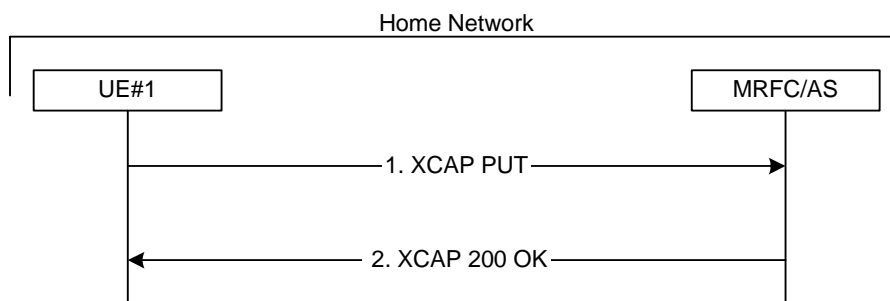 Home Network
UE#1
MRFC/AS
1. XCAP PUT
2. XCAP 200 OK